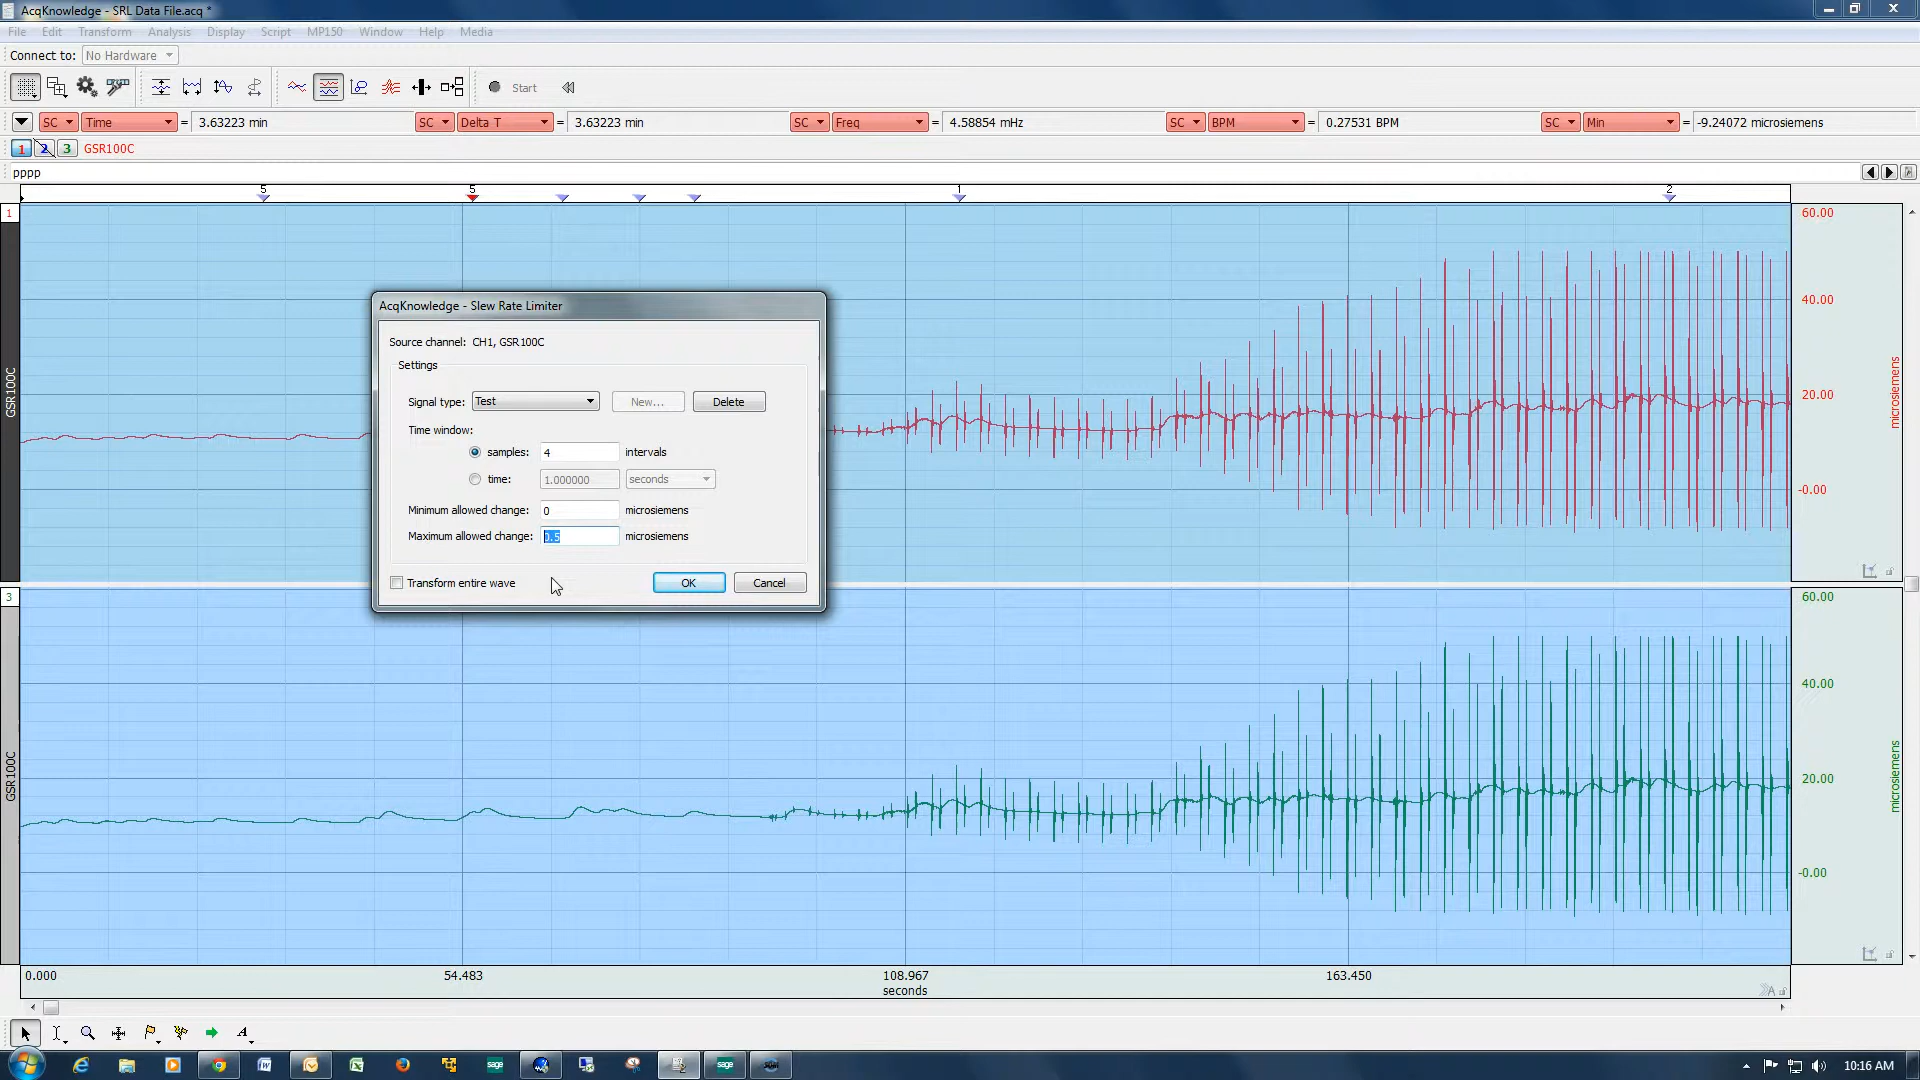 AcqKnowledge - SRL Data File.acq *
File Edit Transform Analysis Display Script MP150 Window Help Media
Connect to: No Hardware
Start
SC Time = 3.63223 min SC Delta T = 3.63223 min SC Freq = 4.58854 mHz SC BPM = 0.27531 BPM SC Min = -9.24072 microsiemens
1 2 3 GSR100C
pppp
5 5 1 2
1 60.00
AcqKnowledge - Slew Rate Limiter
40.00
Source channel: CH1, GSR100C
Settings
GSR100C
Signal type: Test New... Delete
20.00
microsiemens
Time window:
samples: 4 intervals
time: 1.000000 seconds
-0.00
Minimum allowed change: 0 microsiemens
Maximum allowed change: 0.5 microsiemens
Transform entire wave OK Cancel
3 60.00
40.00
GSR100C
20.00
microsiemens
-0.00
0.000 54.483 108.967 163.450
seconds
A
A
W X sage sage 10:16 AM